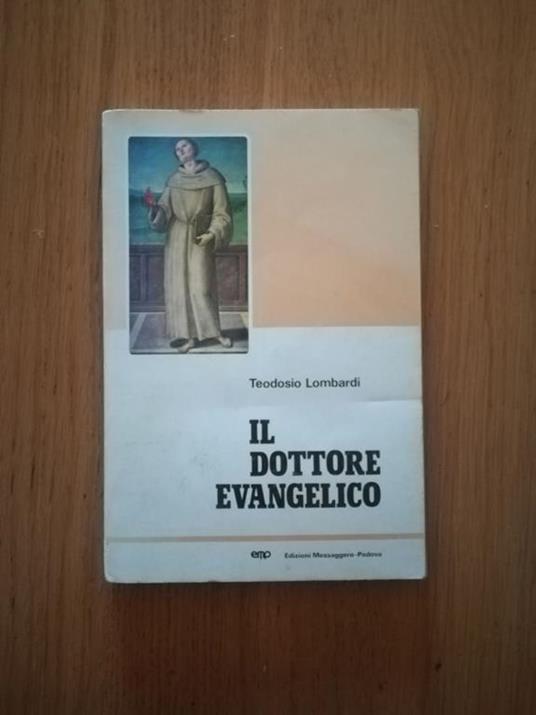 Teodosio Lombardi
IL
DOTTORE
EVANGELICO
emp Edizioni Messaggero-Padova